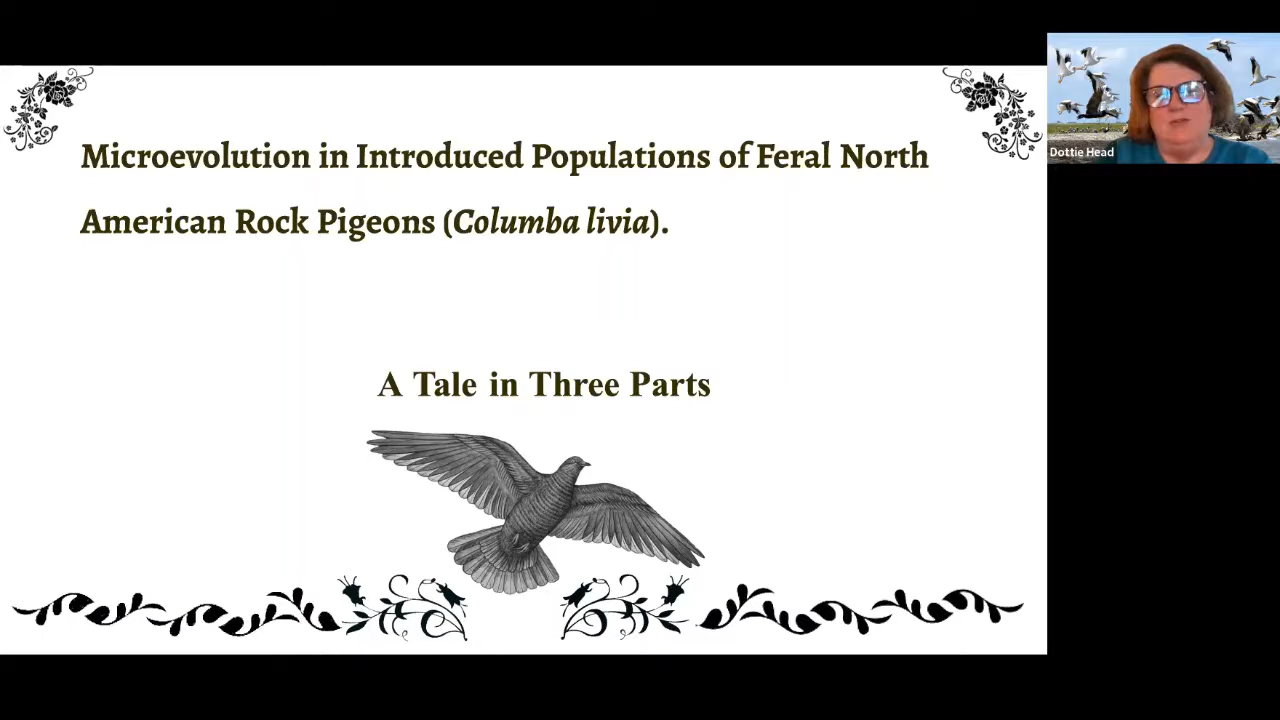 Microevolution in Introduced Populations of Feral North
American Rock Pigeons (Columba livia).
A Tale in Three Parts
Dottie Head